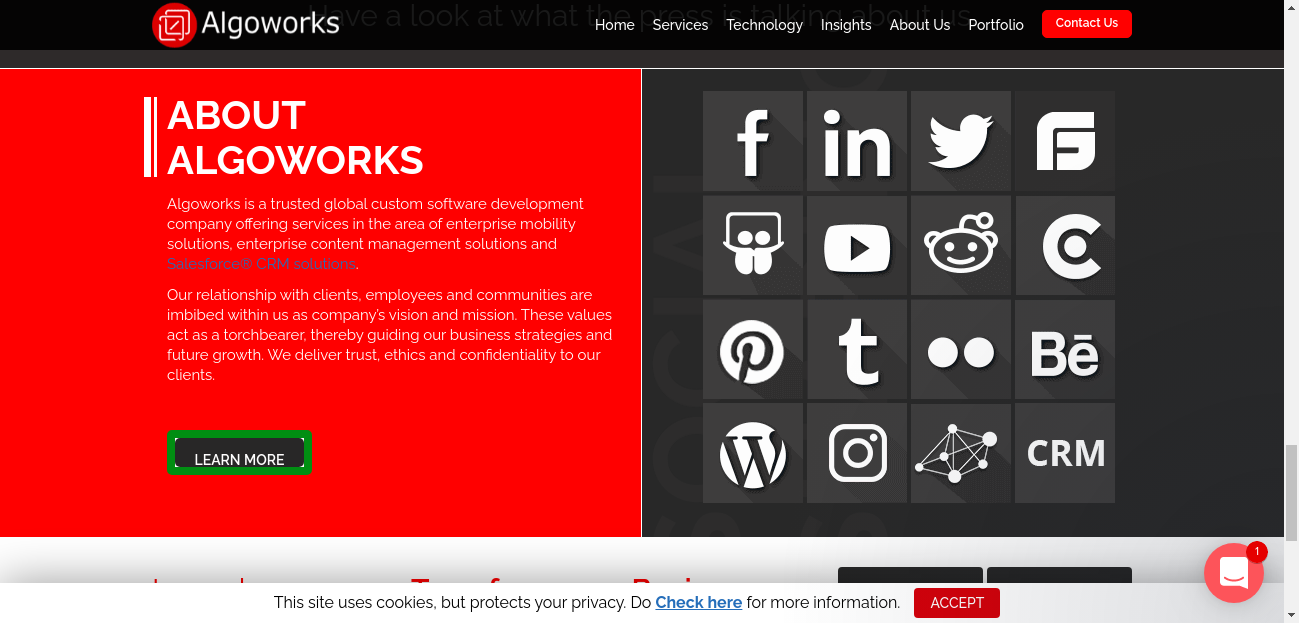 Have a look at what the press is talking about us
Algoworks
Home Services Technology Insights About Us Portfolio Contact Us
ABOUT
ALGOWORKS
Algoworks is a trusted global custom software development
company offering services in the area of enterprise mobility
solutions, enterprise content management solutions and
Salesforce® CRM solutions.
Our relationship with clients, employees and communities are
imbibed within us as company's vision and mission. These values
act as a torchbearer, thereby guiding our business strategies and
future growth. We deliver trust, ethics and confidentiality to our
clients.
LEARN MORE
f in
Bē
CRM
1
This site uses cookies, but protects your privacy. Do Check here for more information. ACCEPT